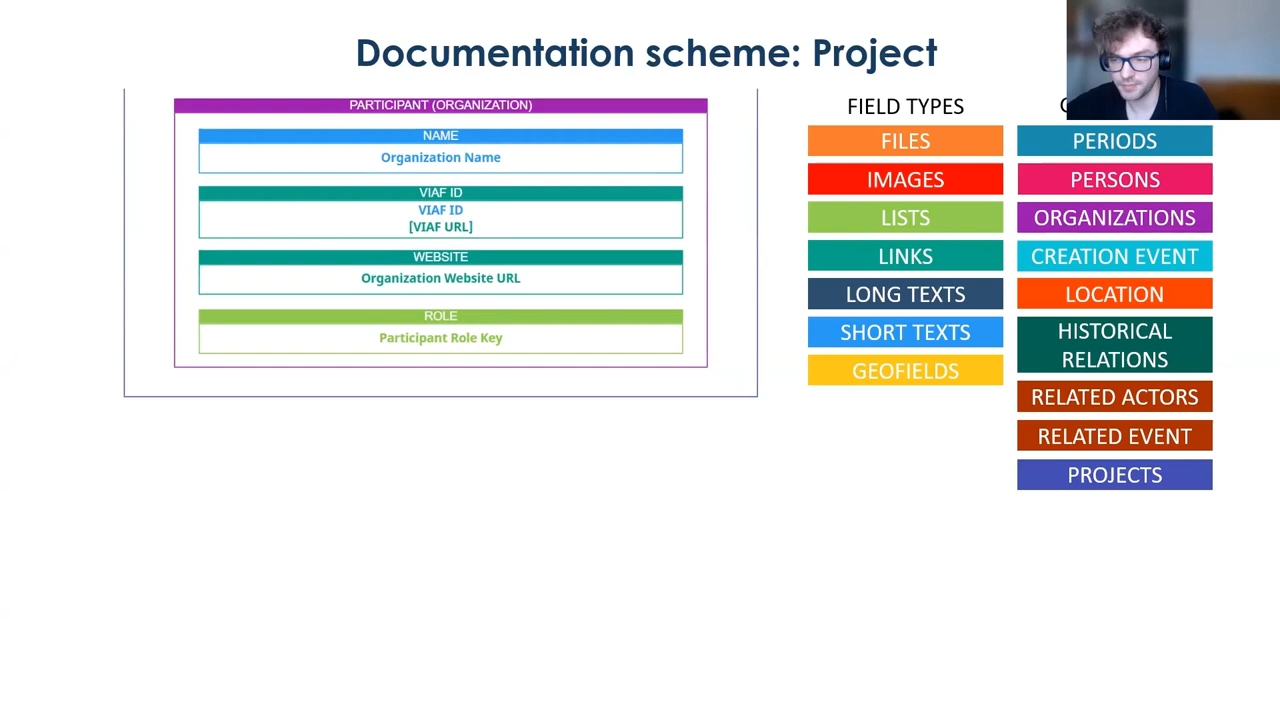 Documentation scheme: Project
PARTICIPANT (ORGANIZATION)
NAME
Organization Name
VIAF ID
VIAF ID
[VIAF URL]
WEBSITE
Organization Website URL
ROLE
Participant Role Key
FIELD TYPES
FILES
IMAGES
LISTS
LINKS
LONG TEXTS
SHORT TEXTS
GEOFIELDS
PERIODS
PERSONS
ORGANIZATIONS
CREATION EVENT
LOCATION
HISTORICAL
RELATIONS
RELATED ACTORS
RELATED EVENT
PROJECTS